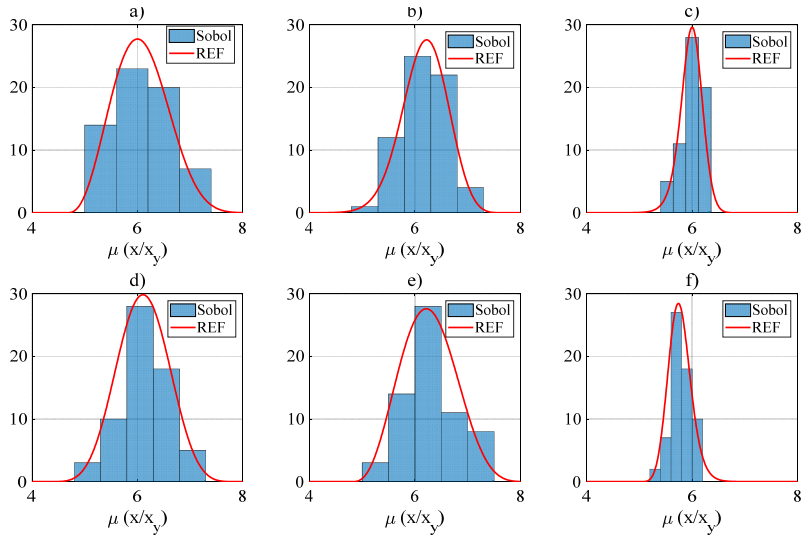 a)
30
20
10
0
4
6
8
μ (x/x_y)
Sobol
REF
b)
30
20
10
0
4
6
8
μ (x/x_y)
Sobol
REF
c)
30
20
10
0
4
6
8
μ (x/x_y)
Sobol
REF
d)
30
20
10
0
4
6
8
μ (x/x_y)
Sobol
REF
e)
30
20
10
0
4
6
8
μ (x/x_y)
Sobol
REF
f)
30
20
10
0
4
6
8
μ (x/x_y)
Sobol
REF